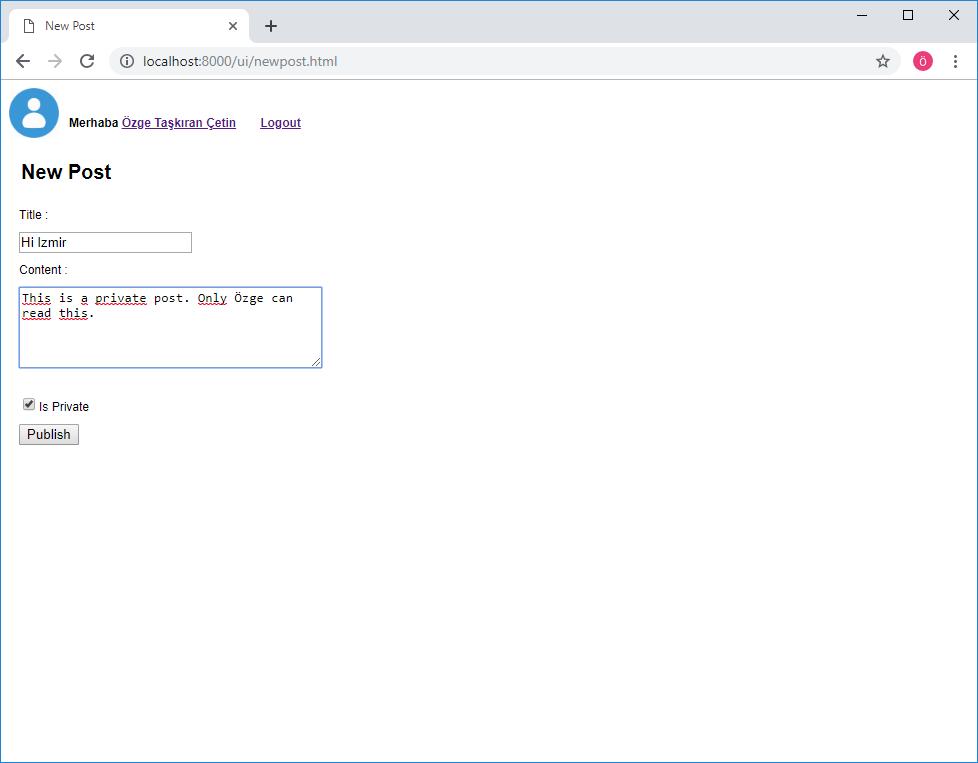 New Post
localhost:8000/ui/newpost.html
Ö
Merhaba Özge Taşkıran Çetin Logout
New Post
Title :
Hi Izmir
Content :
This is a private post. Only Özge can
read this.
Is Private
Publish